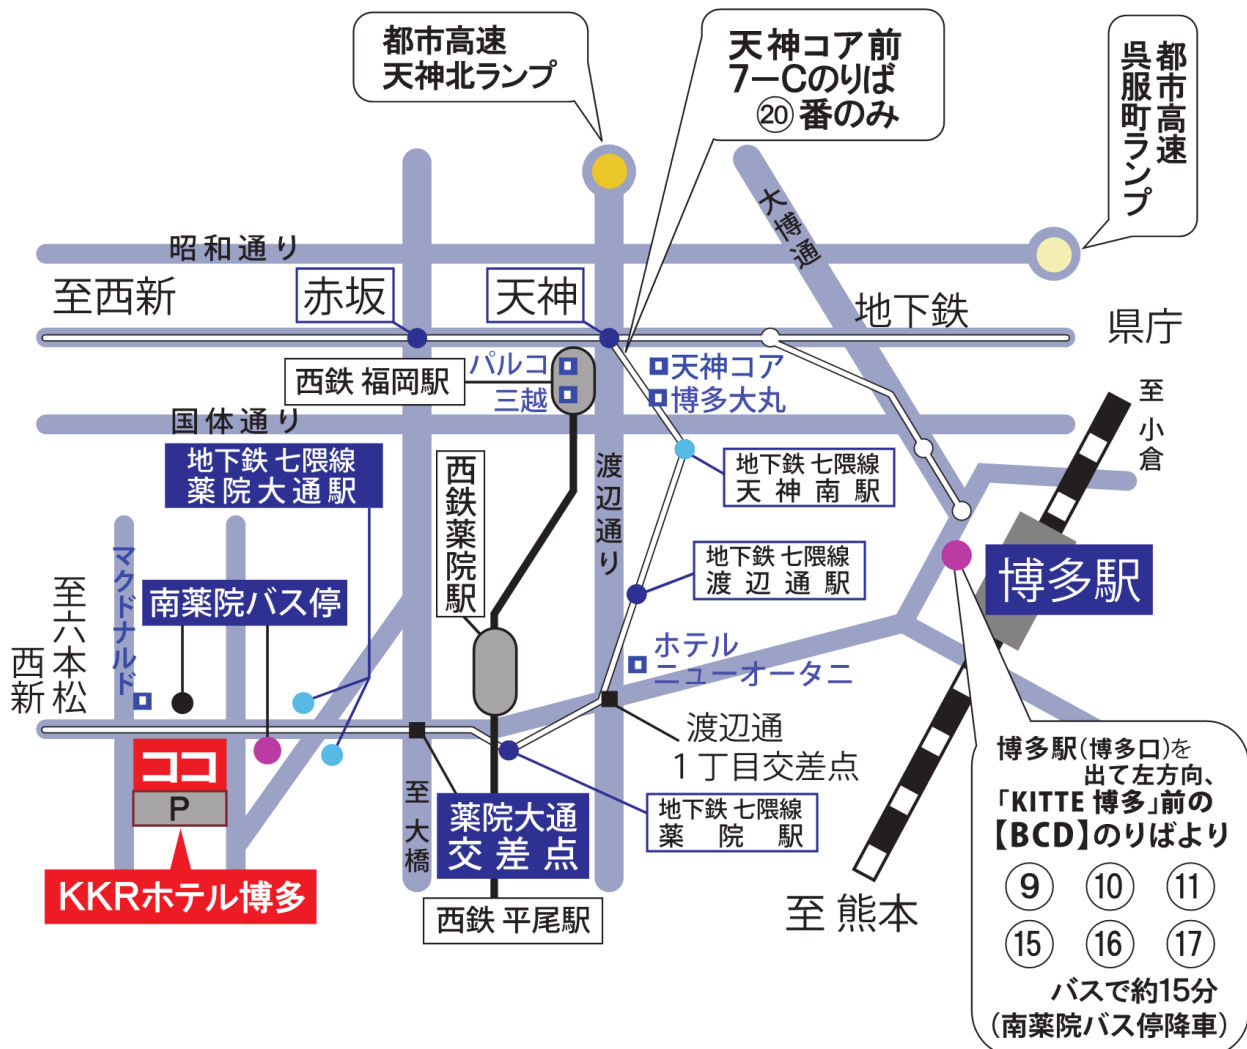 都市高速
天神北ランプ
天神コア前
7-Cのりば
⑳番のみ
都市高速
呉服町ランプ
大博通
昭和通り
至西新
赤坂
天神
地下鉄
県庁
西鉄 福岡駅
パルコ
三越
天神コア
博多大丸
至小倉
国体通り
地下鉄 七隈線
薬院大通駅
西鉄薬院駅
渡辺通り
地下鉄 七隈線
天神南駅
地下鉄 七隈線
渡辺通駅
博多駅
マクドナルド
南薬院バス停
至六本松
西新
ホテル
ニューオータニ
渡辺通
1丁目交差点
ココ
P
KKRホテル博多
至大橋
薬院大通
交差点
地下鉄 七隈線
薬院駅
西鉄 平尾駅
至 熊本
博多駅(博多口)を
出て左方向、
「KITTE 博多」前の
【BCD】のりばより
⑨ ⑩ ⑪
⑮ ⑯ ⑰
バスで約15分
(南薬院バス停降車)